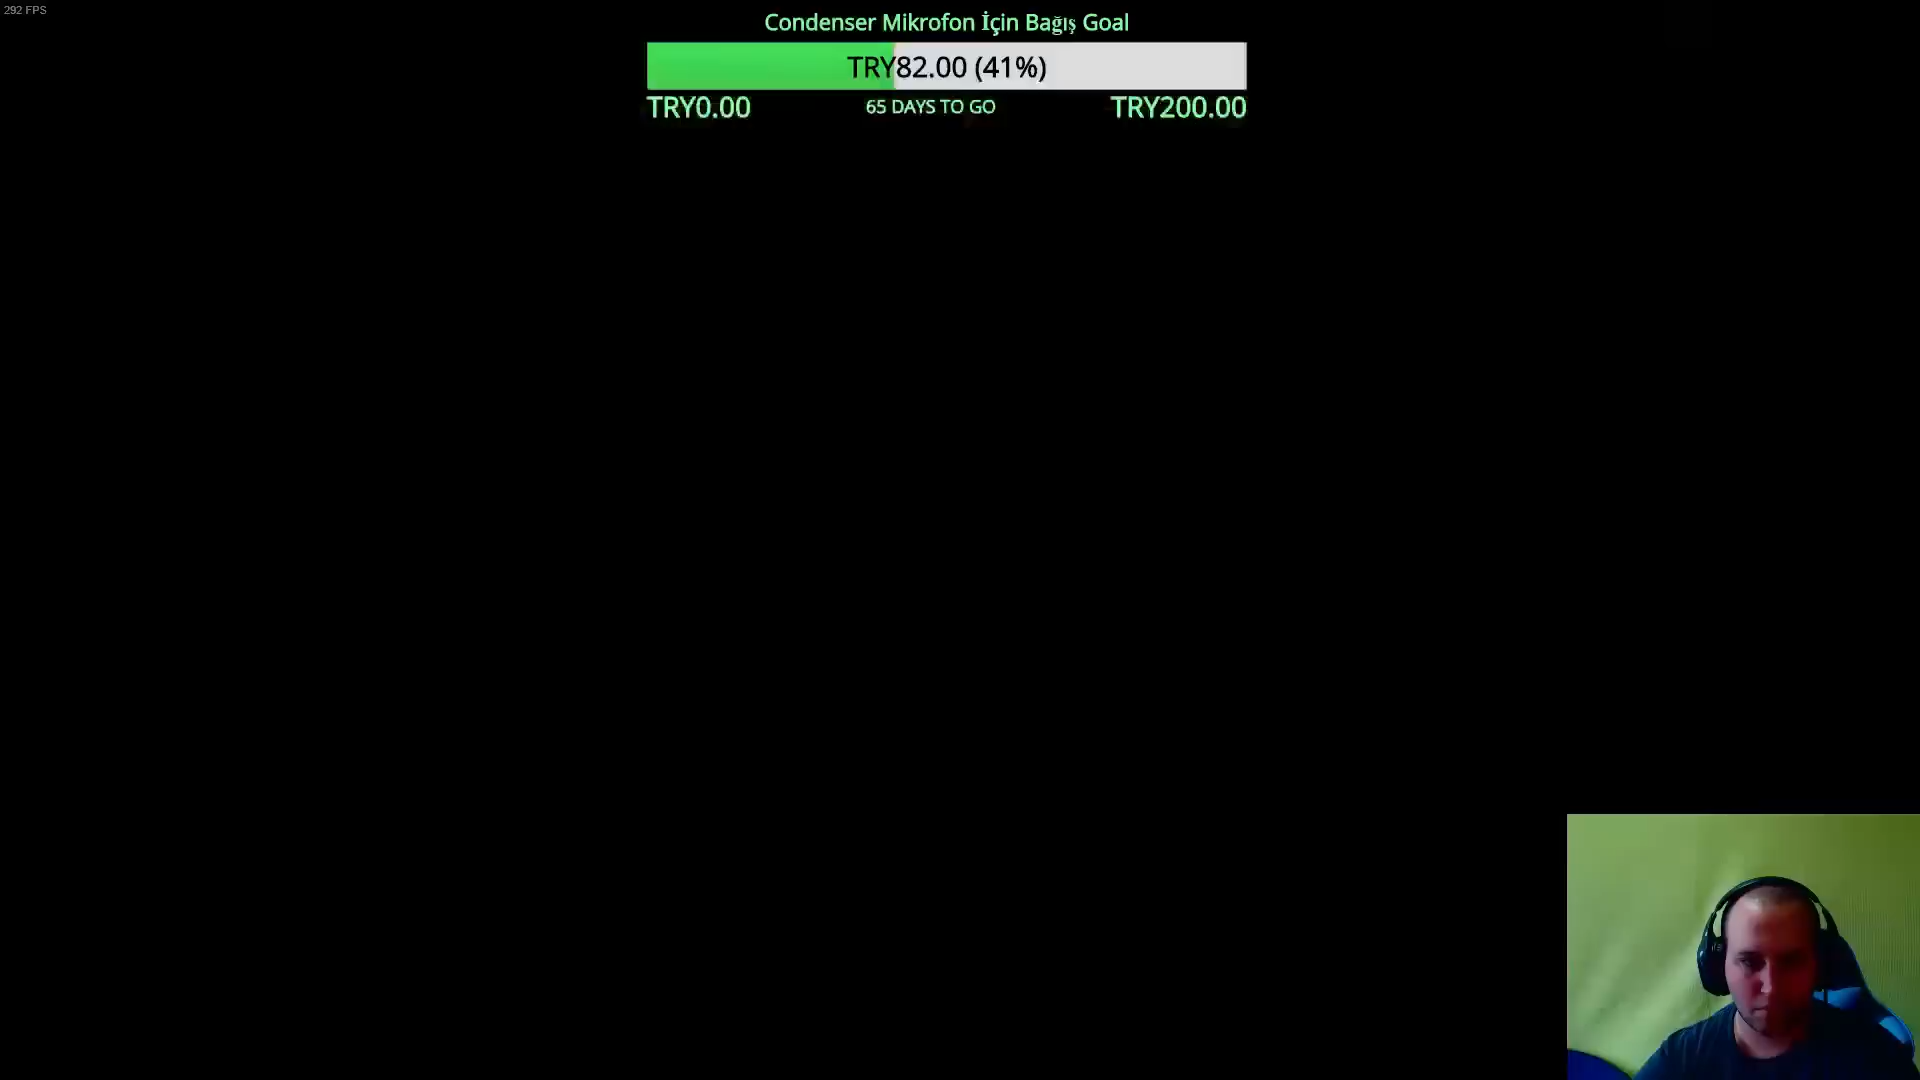 292 FPS
Condenser Mikrofon İçin Bağış Goal
TRY82.00 (41%)
TRY0.00 65 DAYS TO GO TRY200.00